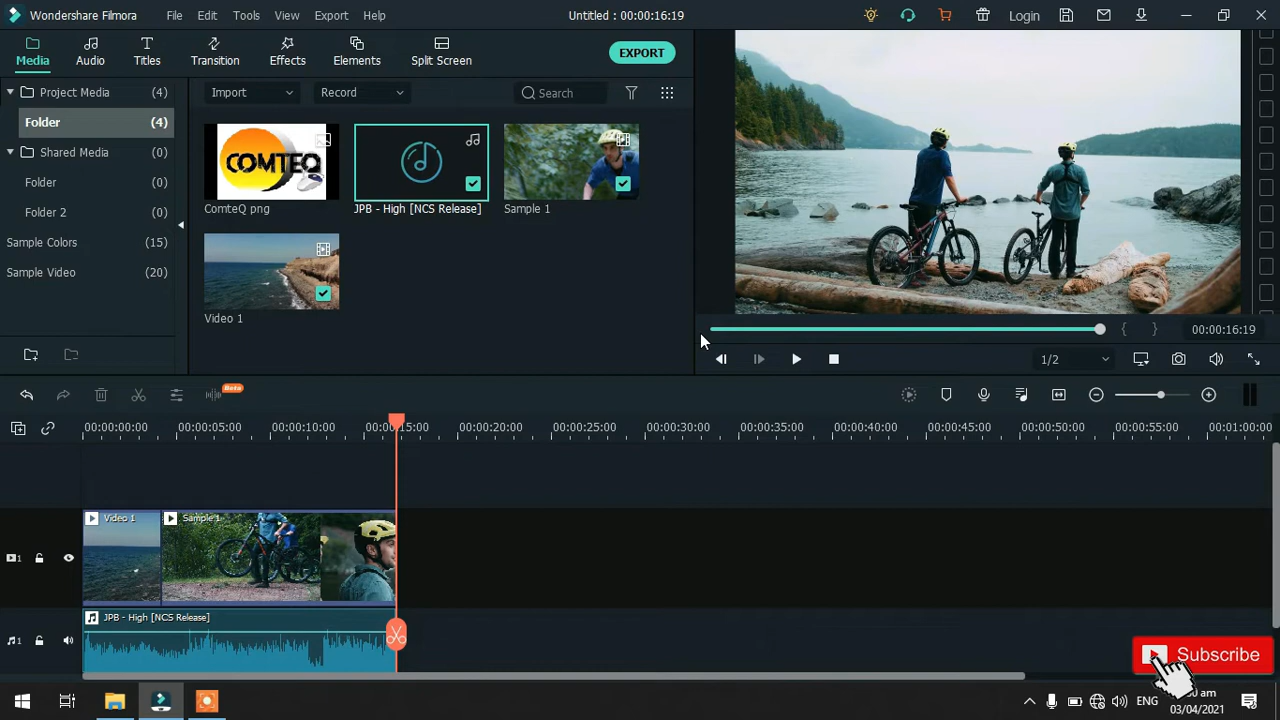 Wondershare Filmora
File
Edit
Tools
View
Export
Help
Untitled : 00:00:16:19
Login
Media
Audio
Titles
Transition
Effects
Elements
Split Screen
EXPORT
Project Media (4)
Folder (4)
Shared Media (0)
Folder (0)
Folder 2 (0)
Sample Colors (15)
Sample Video (20)
Import
Record
Search
COMTEQ
ComteQ png
JPB - High [NCS Release]
Sample 1
Video 1
00:00:16:19
1/2
Beta
00:00:00:00
00:00:05:00
00:00:10:00
00:00:15:00
00:00:20:00
00:00:25:00
00:00:30:00
00:00:35:00
00:00:40:00
00:00:45:00
00:00:50:00
00:00:55:00
00:01:00:00
Video 1
Sample 1
1
JPB - High [NCS Release]
1
Subscribe
ENG
am
03/04/2021